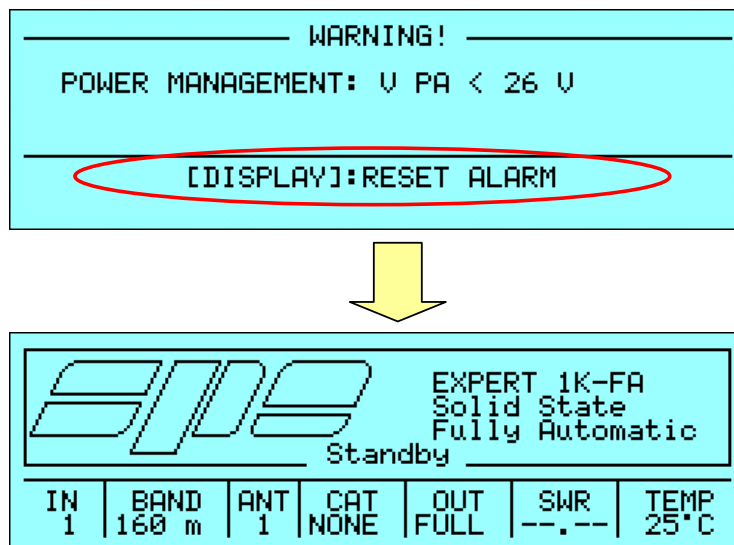 WARNING!
POWER MANAGEMENT: V PA < 26 V
[DISPLAY]:RESET ALARM
spe
EXPERT 1K-FA
Solid State
Fully Automatic
Standby
IN BAND ANT CAT OUT SWR TEMP
1 160 m 1 NONE FULL --.-- 25°C